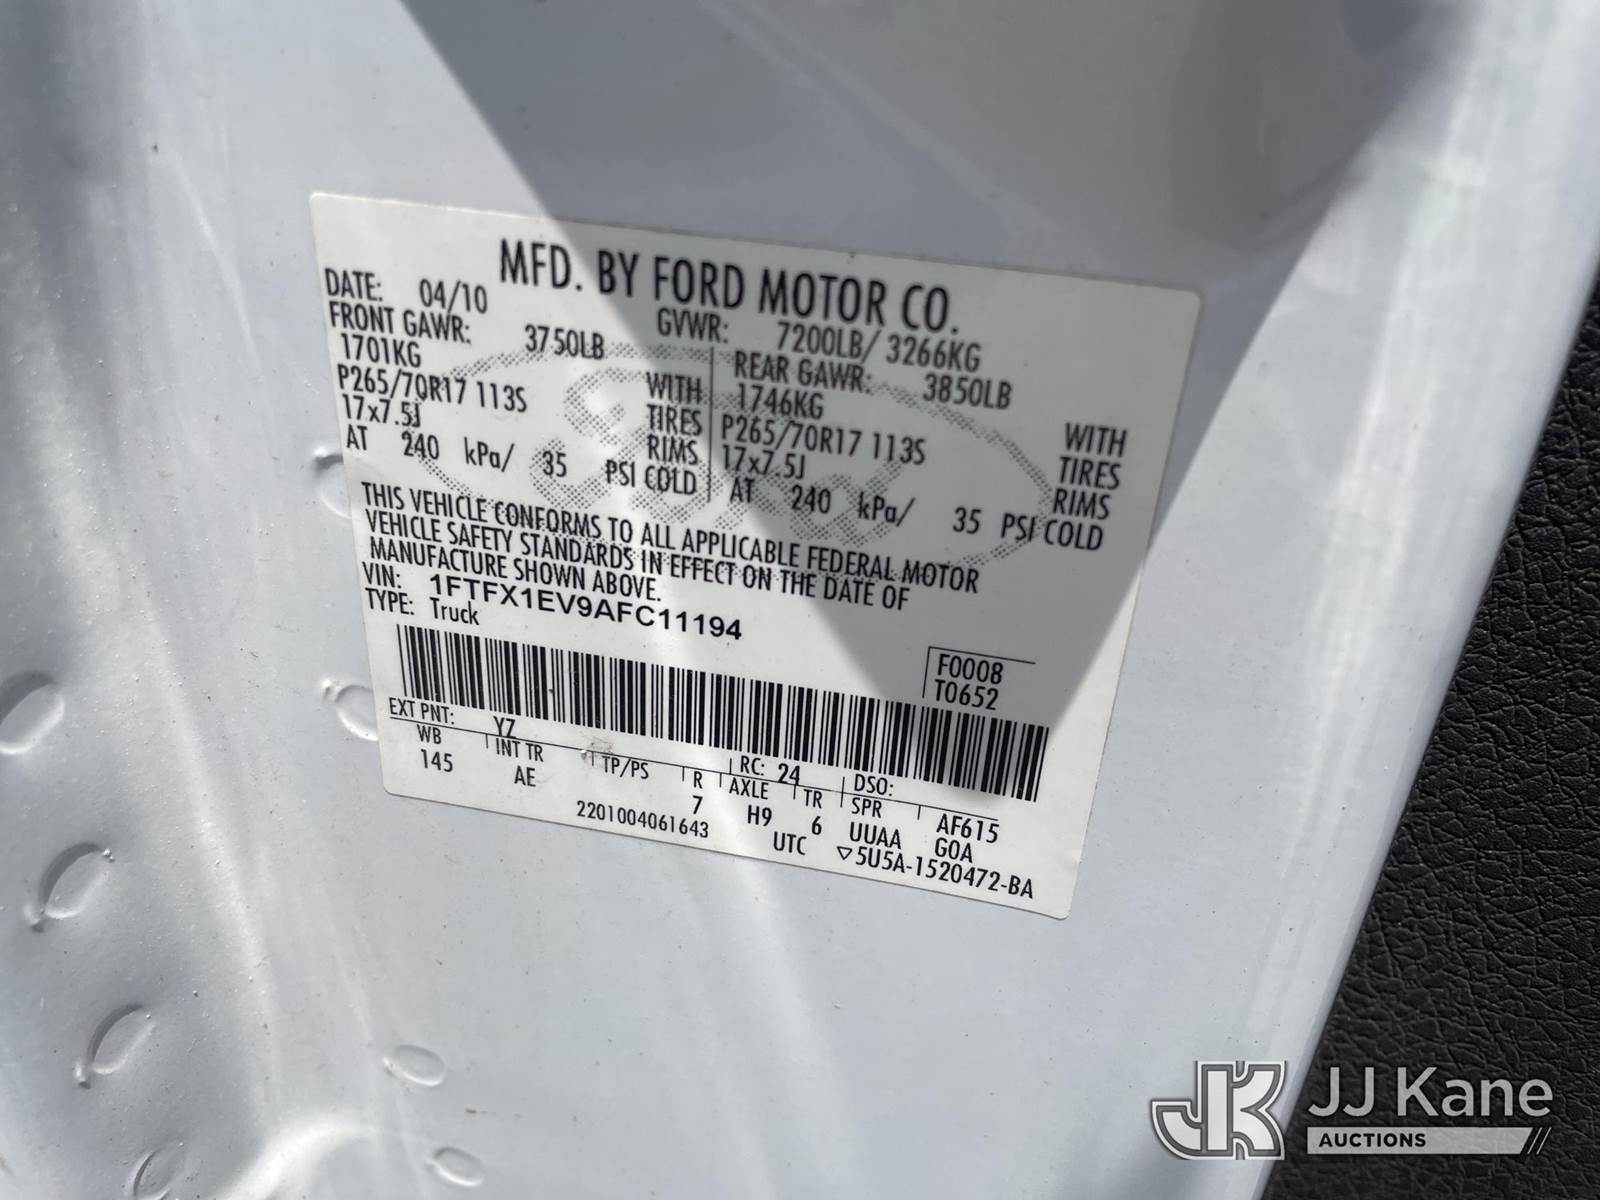 MFD. BY FORD MOTOR CO.
DATE: 04/10 GVWR: 7200LB/ 3266KG
FRONT GAWR: 3750LB REAR GAWR: 3850LB
1701KG WITH 1746KG WITH
P265/70R17 113S TIRES P265/70R17 113S TIRES
17x7.5J RIMS 17x7.5J RIMS
AT 240 kPa/ 35 PSI COLD AT 240 kPa/ 35 PSI COLD
THIS VEHICLE CONFORMS TO ALL APPLICABLE FEDERAL MOTOR
VEHICLE SAFETY STANDARDS IN EFFECT ON THE DATE OF
MANUFACTURE SHOWN ABOVE.
VIN: 1FTFX1EV9AFC11194
TYPE: Truck
F0008
T0652
EXT PNT: YZ RC: 24 DSO:
WB INT TR TP/PS R AXLE TR SPR AF615
145 AE 7 H9 6 UUAA G0A
2201004061643 UTC ▽5U5A-1520472-BA
JK JJ Kane
AUCTIONS